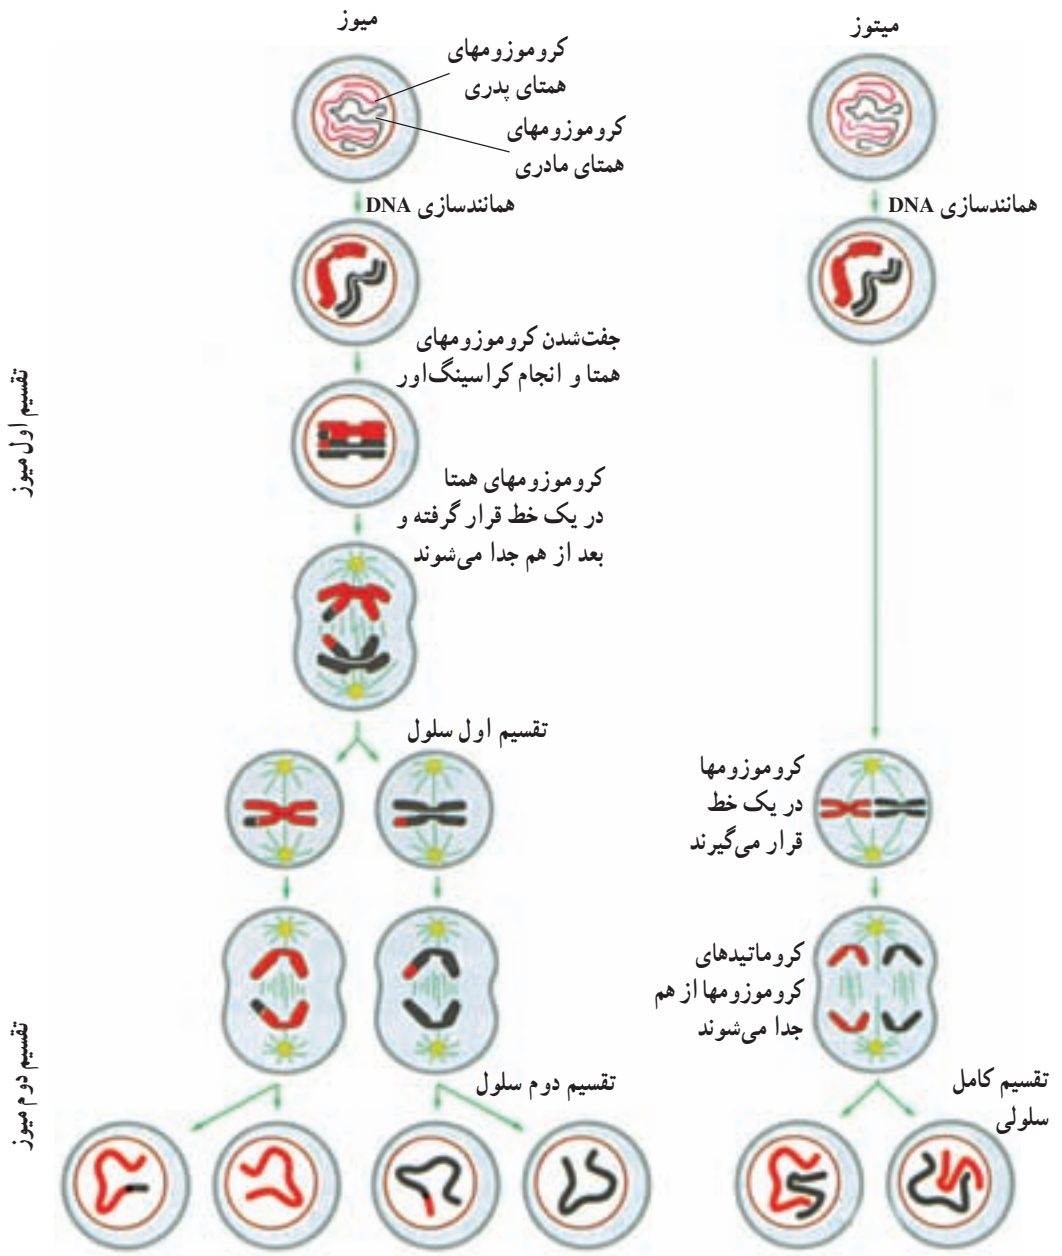 میتوز
میوز
کروموزومهای
همتای پدری
کروموزومهای
همتای مادری
همانندسازی DNA
همانندسازی DNA
جفت‌شدن کروموزومهای
همتا و انجام کراسینگ‌اور
تقسیم اول میوز
کروموزومهای همتا
در یک خط قرار گرفته و
بعد از هم جدا می‌شوند
تقسیم اول سلول
کروموزومها
در یک خط
قرار می‌گیرند
کروماتیدهای
کروموزومها از هم
جدا می‌شوند
تقسیم دوم سلول
تقسیم کامل
سلولی
تقسیم دوم میوز